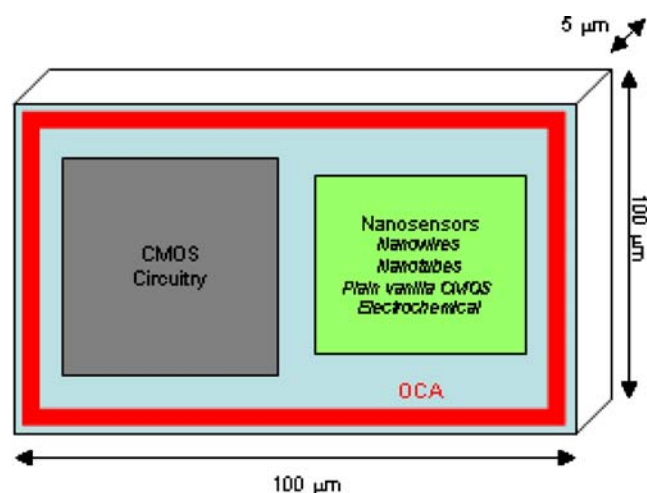 5 µm
CMOS
Circuitry
Nanosensors
Nanowires
Nanotubes
Plain vanilla CMOS
Electrochemical
OCA
100 µm
100 µm